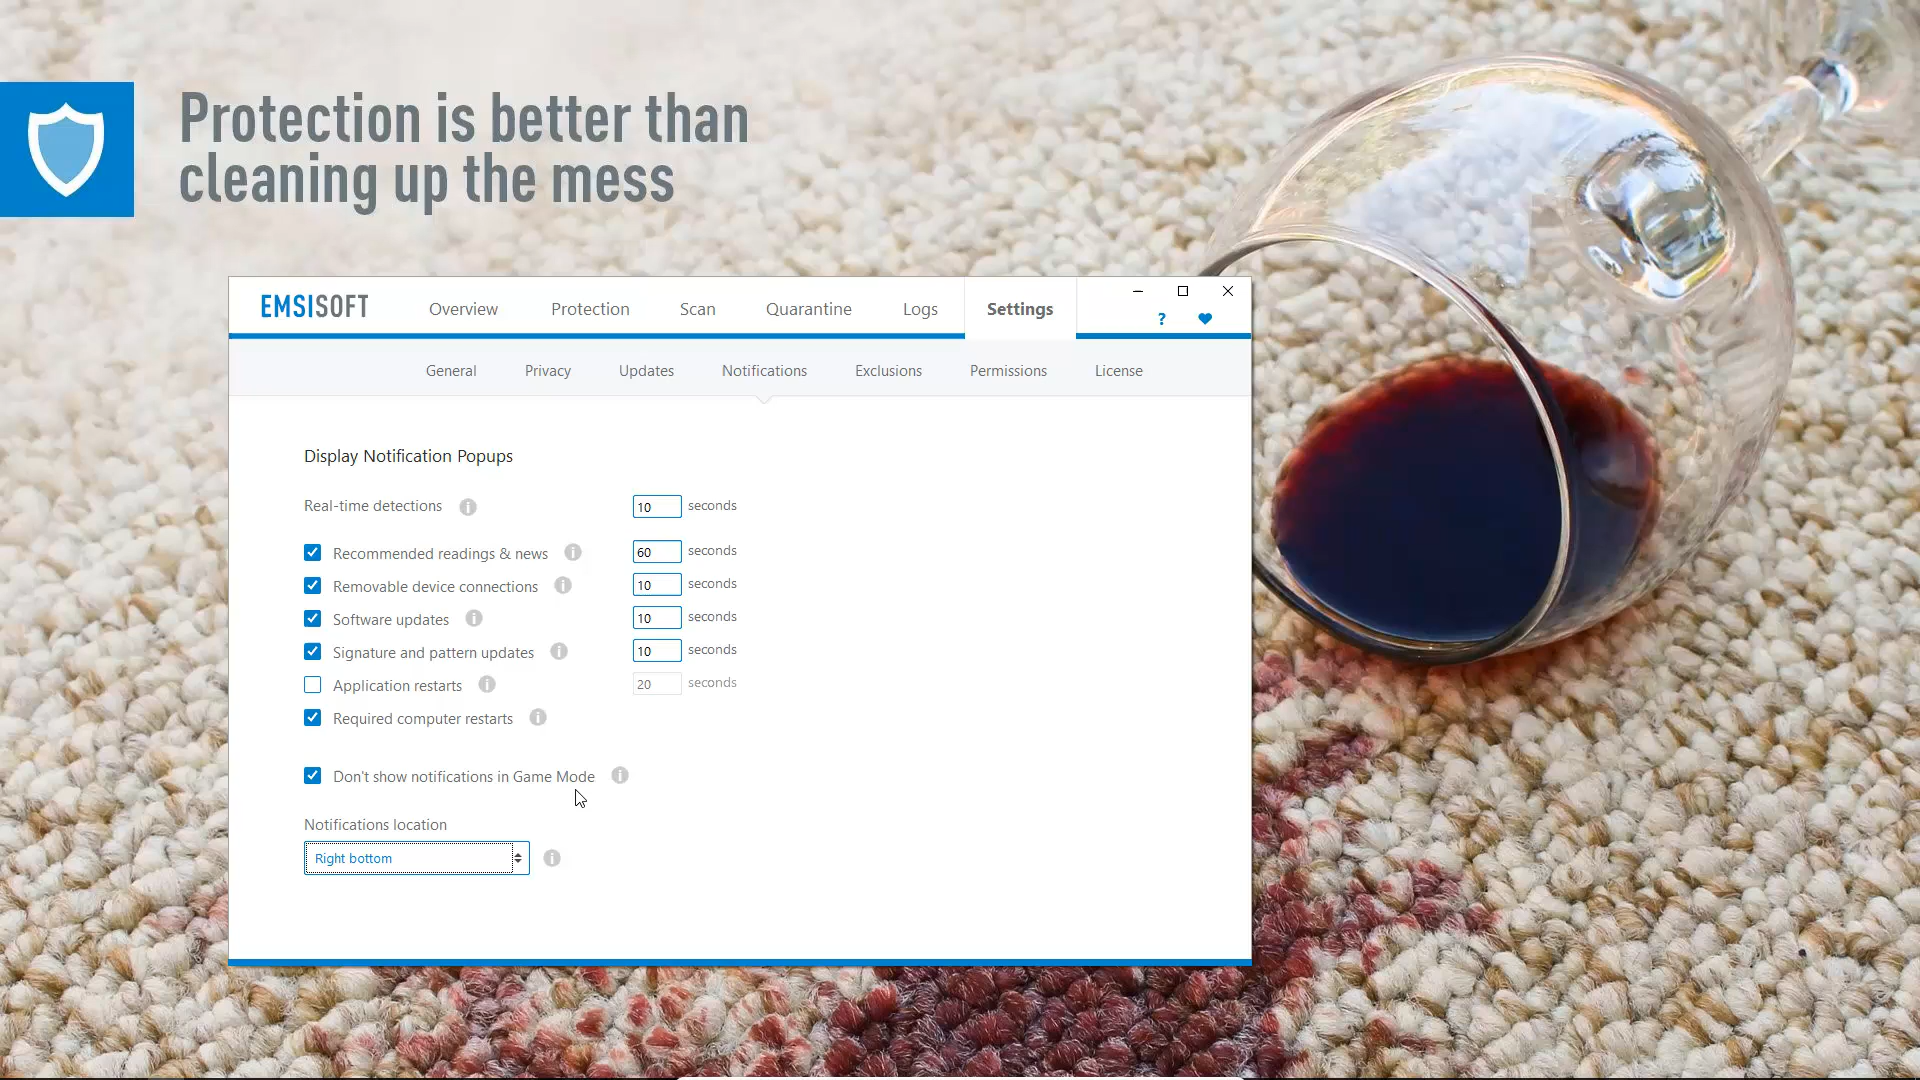 Protection is better than
cleaning up the mess
EMSISOFT
Overview
Protection
Scan
Quarantine
Logs
Settings
?
General
Privacy
Updates
Notifications
Exclusions
Permissions
License
Display Notification Popups
Real-time detections
10 seconds
Recommended readings & news
60 seconds
Removable device connections
10 seconds
Software updates
10 seconds
Signature and pattern updates
10 seconds
Application restarts
20 seconds
Required computer restarts
Don't show notifications in Game Mode
Notifications location
Right bottom